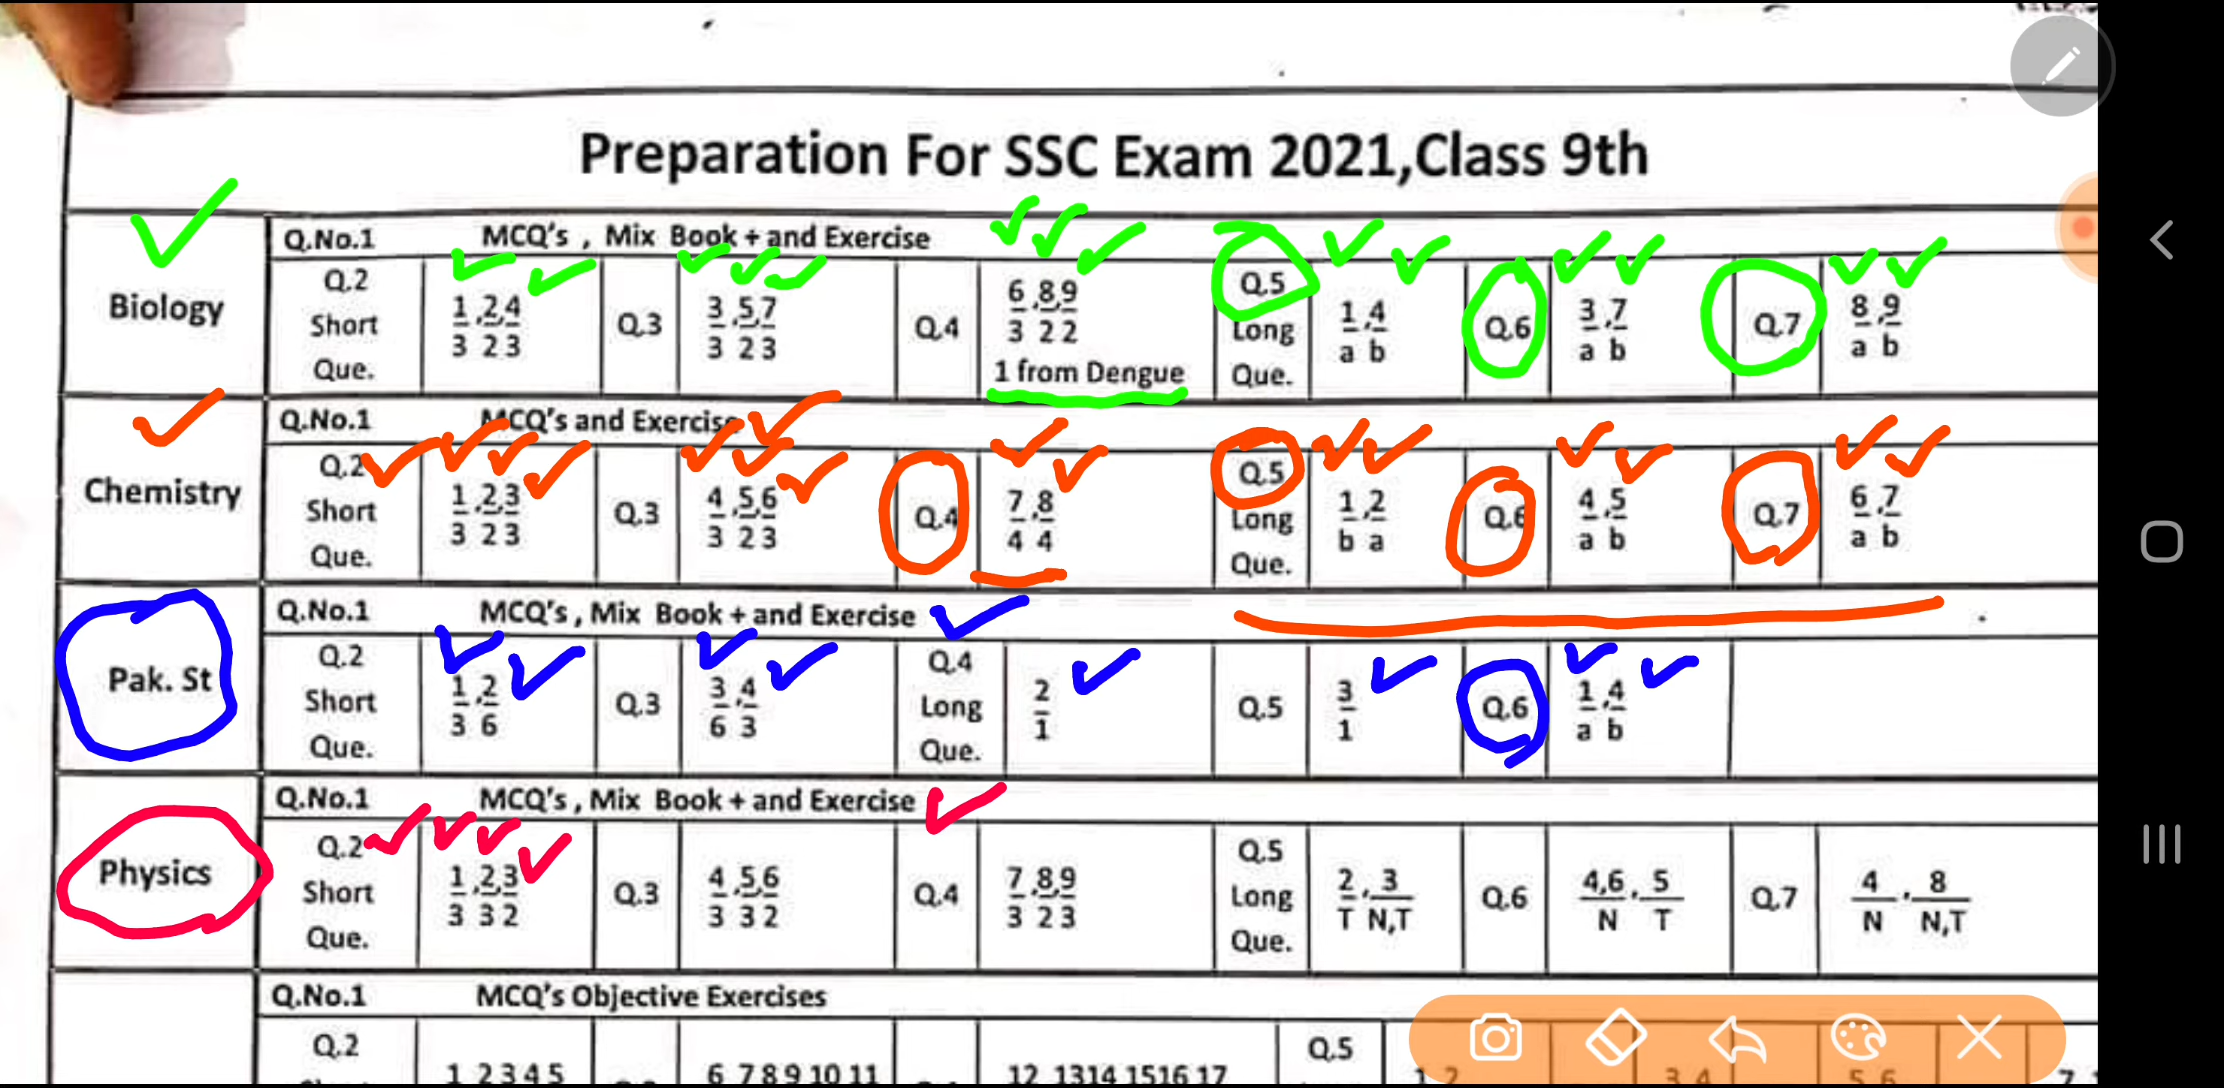 Preparation For SSC Exam 2021,Class 9th
Biology
Q.No.1 MCQ's , Mix Book + and Exercise
Q.2 Short Que. 1 ,2,4 Q.3 3 ,5,7 Q.4 6 ,8,9 Q.5 Long Que. 1 ,4 Q.6 3 ,7 Q.7 8 ,9
3 2 3 3 2 3 3 2 2 a b a b a b
1 from Dengue
Chemistry
Q.No.1 MCQ's and Exercise
Q.2 Short Que. 1 ,2,3 Q.3 4 ,5,6 Q.4 7 ,8 Q.5 Long Que. 1 ,2 Q.6 4 ,5 Q.7 6 ,7
3 2 3 3 2 3 4 4 b a a b a b
Pak. St
Q.No.1 MCQ's , Mix Book + and Exercise
Q.2 Short Que. 1 ,2 Q.3 3 ,4 Q.4 Long Que. 2 Q.5 3 Q.6 1 ,4
3 6 6 3 1 1 a b
Physics
Q.No.1 MCQ's , Mix Book + and Exercise
Q.2 Short Que. 1 ,2,3 Q.3 4 ,5,6 Q.4 7 ,8,9 Q.5 Long Que. 2 , 3 Q.6 4,6 , 5 Q.7 4 , 8
3 3 2 3 3 2 3 2 3 T N,T N T N N,T
Q.No.1 MCQ's Objective Exercises
Q.2 Q.5
1 2 3 4 5 6 7 8 9 10 11 12 1314 1516 17